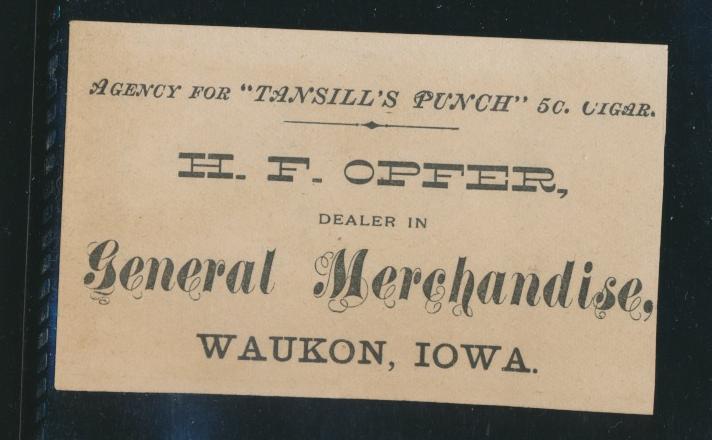 AGENCY FOR "TANSILL'S PUNCH" 5C. CIGAR.
H. F. OPFER,
DEALER IN
General Merchandise,
WAUKON, IOWA.